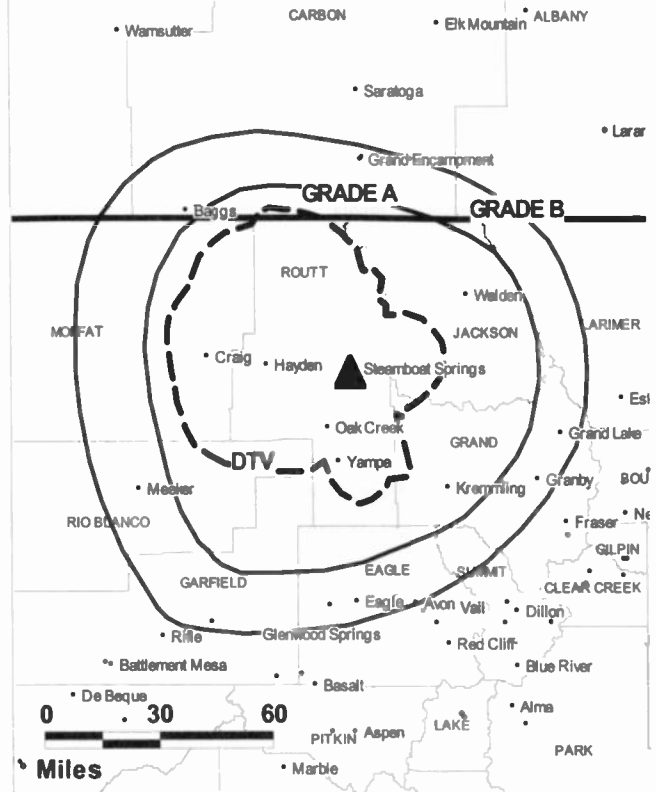 CARBON
ALBANY
Elk Mountain
Wamsutter
Saratoga
Larar
Grand Encampment
GRADE A
GRADE B
Baggs
ROUTT
Walden
MOFFAT
JACKSON
LARIMER
Craig
Hayden
Steamboat Springs
Est
Oak Creek
GRAND
Grand Lake
DTV
Yampa
Meeker
Kremmling
Granby
BOU
RIO BLANCO
Fraser
Ne
GILPIN
GARFIELD
EAGLE
SUMMIT
CLEAR CREEK
Eagle
Avon
Vail
Dillon
Rifle
Glenwood Springs
Red Cliff
Battlement Mesa
Blue River
Basalt
De Beque
Alma
0 30 60
LAKE
PITKIN
Aspen
PARK
Miles
Marble